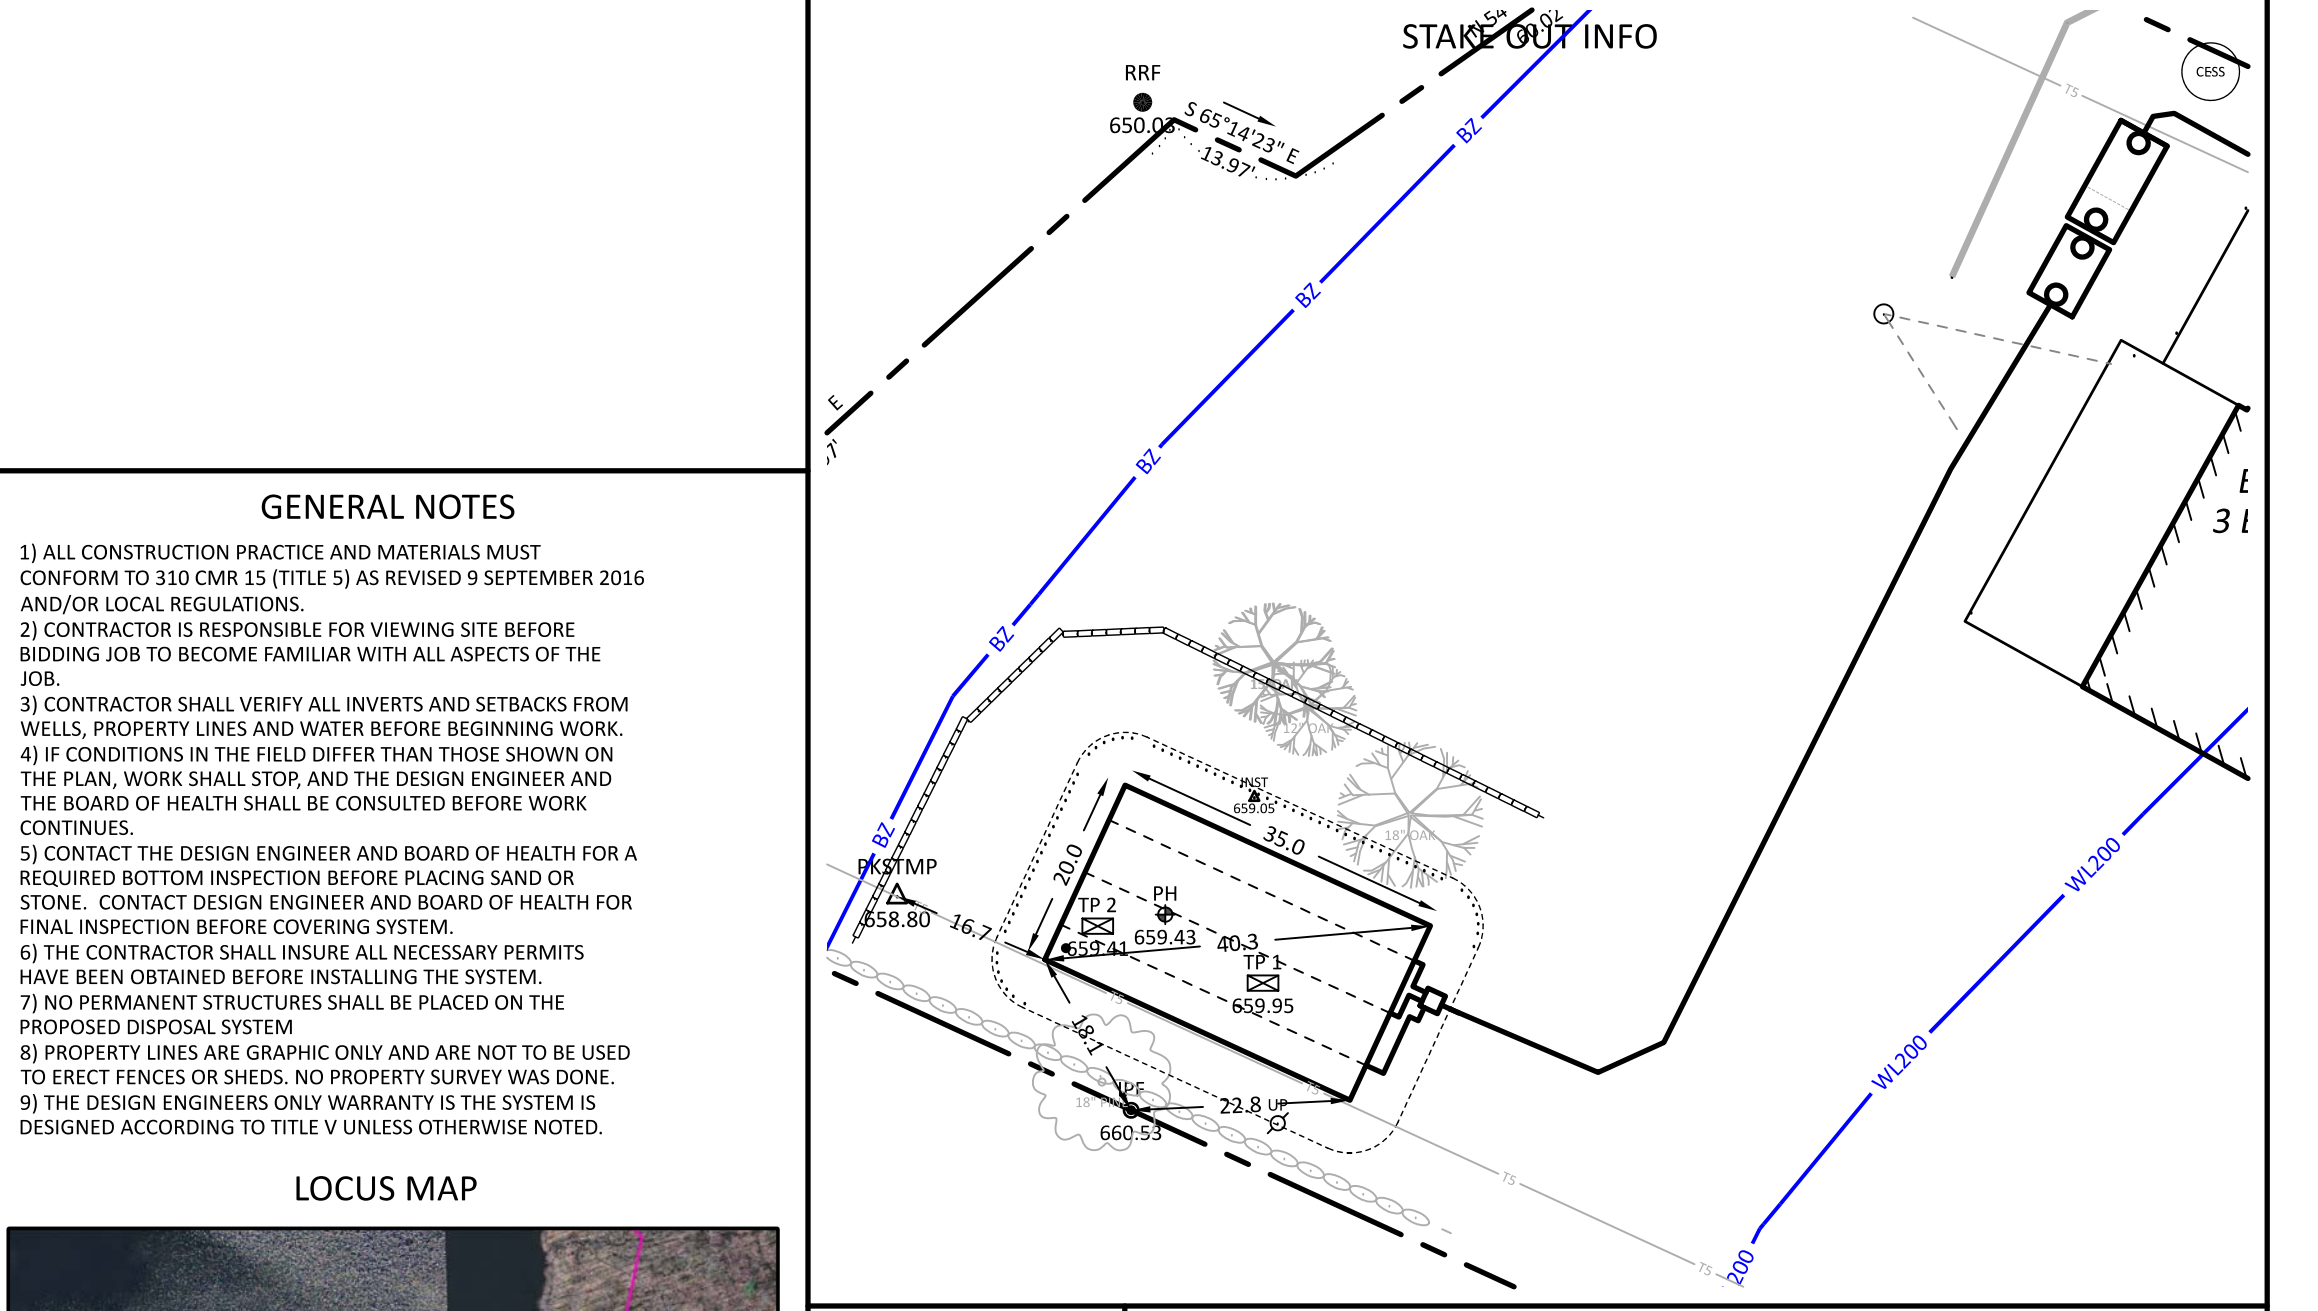 GENERAL NOTES
1) ALL CONSTRUCTION PRACTICE AND MATERIALS MUST
CONFORM TO 310 CMR 15 (TITLE 5) AS REVISED 9 SEPTEMBER 2016
AND/OR LOCAL REGULATIONS.
2) CONTRACTOR IS RESPONSIBLE FOR VIEWING SITE BEFORE
BIDDING JOB TO BECOME FAMILIAR WITH ALL ASPECTS OF THE
JOB.
3) CONTRACTOR SHALL VERIFY ALL INVERTS AND SETBACKS FROM
WELLS, PROPERTY LINES AND WATER BEFORE BEGINNING WORK.
4) IF CONDITIONS IN THE FIELD DIFFER THAN THOSE SHOWN ON
THE PLAN, WORK SHALL STOP, AND THE DESIGN ENGINEER AND
THE BOARD OF HEALTH SHALL BE CONSULTED BEFORE WORK
CONTINUES.
5) CONTACT THE DESIGN ENGINEER AND BOARD OF HEALTH FOR A
REQUIRED BOTTOM INSPECTION BEFORE PLACING SAND OR
STONE. CONTACT DESIGN ENGINEER AND BOARD OF HEALTH FOR
FINAL INSPECTION BEFORE COVERING SYSTEM.
6) THE CONTRACTOR SHALL INSURE ALL NECESSARY PERMITS
HAVE BEEN OBTAINED BEFORE INSTALLING THE SYSTEM.
7) NO PERMANENT STRUCTURES SHALL BE PLACED ON THE
PROPOSED DISPOSAL SYSTEM
8) PROPERTY LINES ARE GRAPHIC ONLY AND ARE NOT TO BE USED
TO ERECT FENCES OR SHEDS. NO PROPERTY SURVEY WAS DONE.
9) THE DESIGN ENGINEERS ONLY WARRANTY IS THE SYSTEM IS
DESIGNED ACCORDING TO TITLE V UNLESS OTHERWISE NOTED.
LOCUS MAP
STAKE OUT INFO
RRF
650.03
S 65°14'23" E
13.97'
CESS
T5
BZ
BZ
BZ
E
7'
3
BZ
BZ
12" OAK
18" OAK
INST
659.05
35.0
20.0
PKSTMP
658.80
16.7
TP 2
659.41
PH
659.43
40.3
TP 1
659.95
T5
18.1
T5
IPF
18" PINE
660.53
22.8
UP
T5
T5
WL200
WL200
200